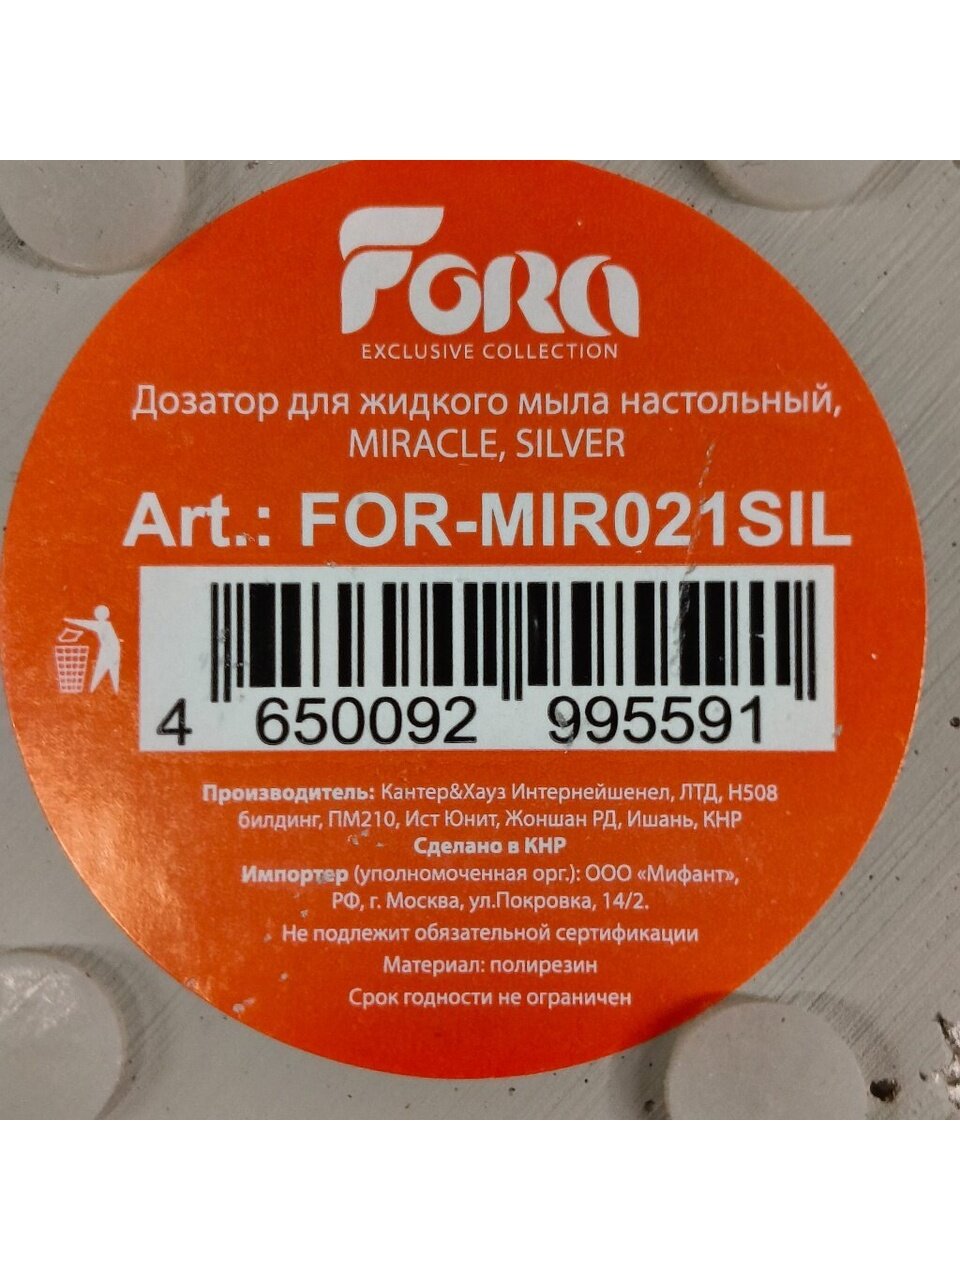 FORA
EXCLUSIVE COLLECTION
Дозатор для жидкого мыла настольный,
MIRACLE, SILVER
Art.: FOR-MIR021SIL
4 650092 995591
Производитель: Кантер&Хауз Интернейшенел, ЛТД, Н508
билдинг, ПМ210, Ист Юнит, Жоншан РД, Ишань, КНР
Сделано в КНР
Импортер (уполномоченная орг.): ООО «Мифант»,
РФ, г. Москва, ул.Покровка, 14/2.
Не подлежит обязательной сертификации
Материал: полирезин
Срок годности не ограничен